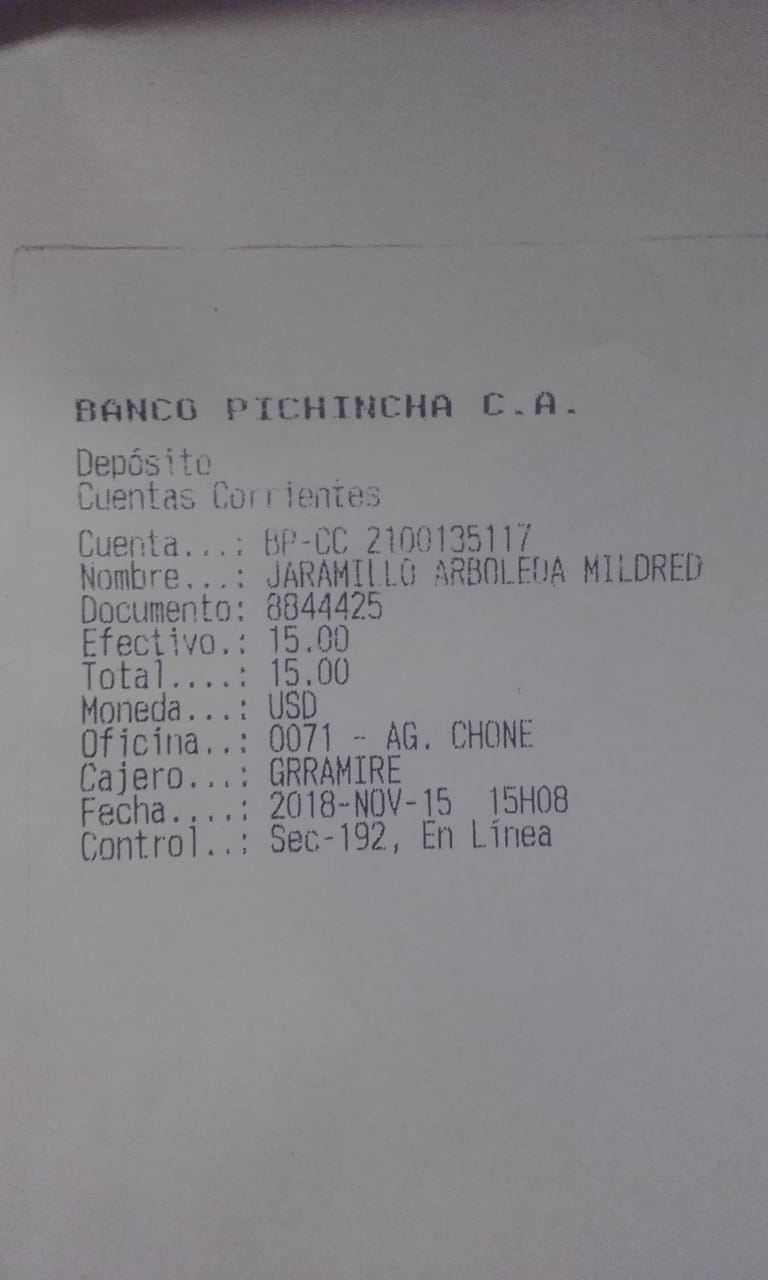 BANCO PICHINCHA C.A.
Depósito
Cuentas Corrientes
Cuenta...: BP-CC 2100135117
Nombre...: JARAMILLO ARBOLEDA MILDRED
Documento: 8844425
Efectivo.: 15.00
Total....: 15.00
Moneda...: USD
Oficina..: 0071 - AG. CHONE
Cajero...: GRRAMIRE
Fecha....: 2018-NOV-15 15H08
Control..: Sec-192, En Línea